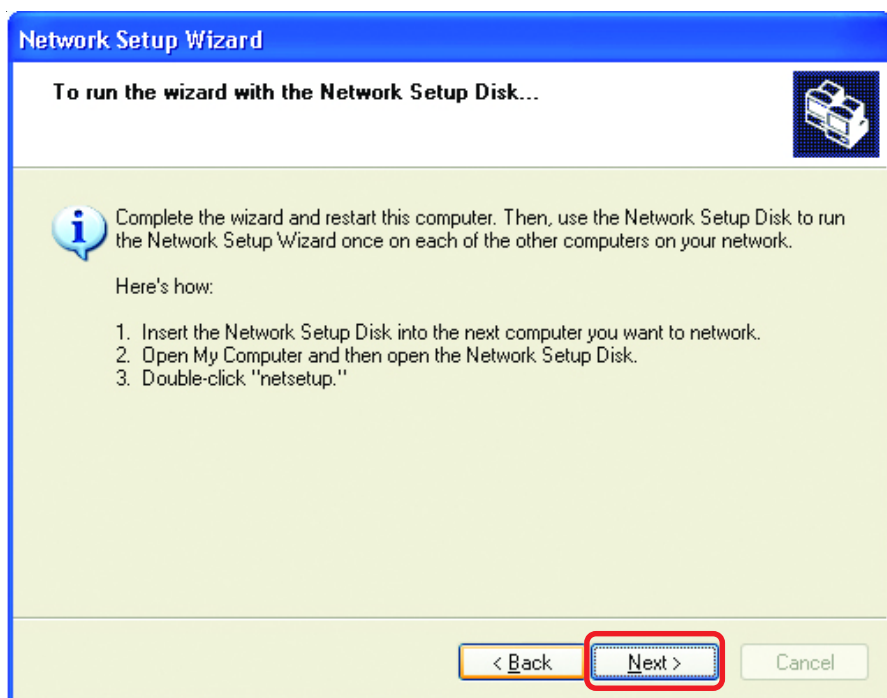 Network Setup Wizard
To run the wizard with the Network Setup Disk...
Complete the wizard and restart this computer. Then, use the Network Setup Disk to run
the Network Setup Wizard once on each of the other computers on your network.
Here's how:
1. Insert the Network Setup Disk into the next computer you want to network.
2. Open My Computer and then open the Network Setup Disk.
3. Double-click "netsetup."
< Back
Next >
Cancel